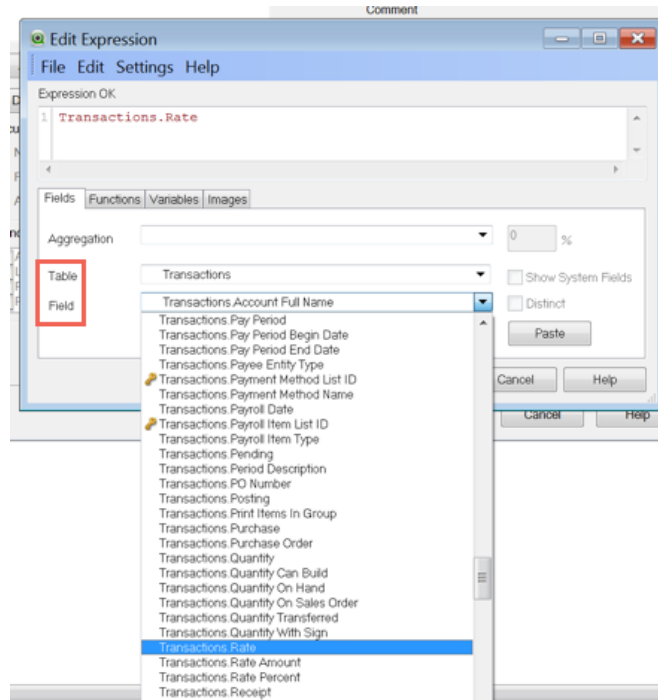 Comment
Edit Expression
File Edit Settings Help
Expression OK
1 Transactions.Rate
Fields Functions Variables Images
Aggregation 0 %
Table Transactions Show System Fields
Field Transactions.Account Full Name Distinct
Transactions.Pay Period
Paste
Transactions.Pay Period Begin Date
Transactions.Pay Period End Date
Transactions.Payee Entity Type
Transactions.Payment Method List ID
Cancel Help
Transactions.Payment Method Name
Transactions.Payroll Date
Cancel Help
Transactions.Payroll Item List ID
Transactions.Payroll Item Type
Transactions.Pending
Transactions.Period Description
Transactions.PO Number
Transactions.Posting
Transactions.Print Items In Group
Transactions.Purchase
Transactions.Purchase Order
Transactions.Quantity
Transactions.Quantity Can Build
Transactions.Quantity On Hand
Transactions.Quantity On Sales Order
Transactions.Quantity Transferred
Transactions.Quantity With Sign
Transactions.Rate
Transactions.Rate Amount
Transactions.Rate Percent
Transactions.Receipt